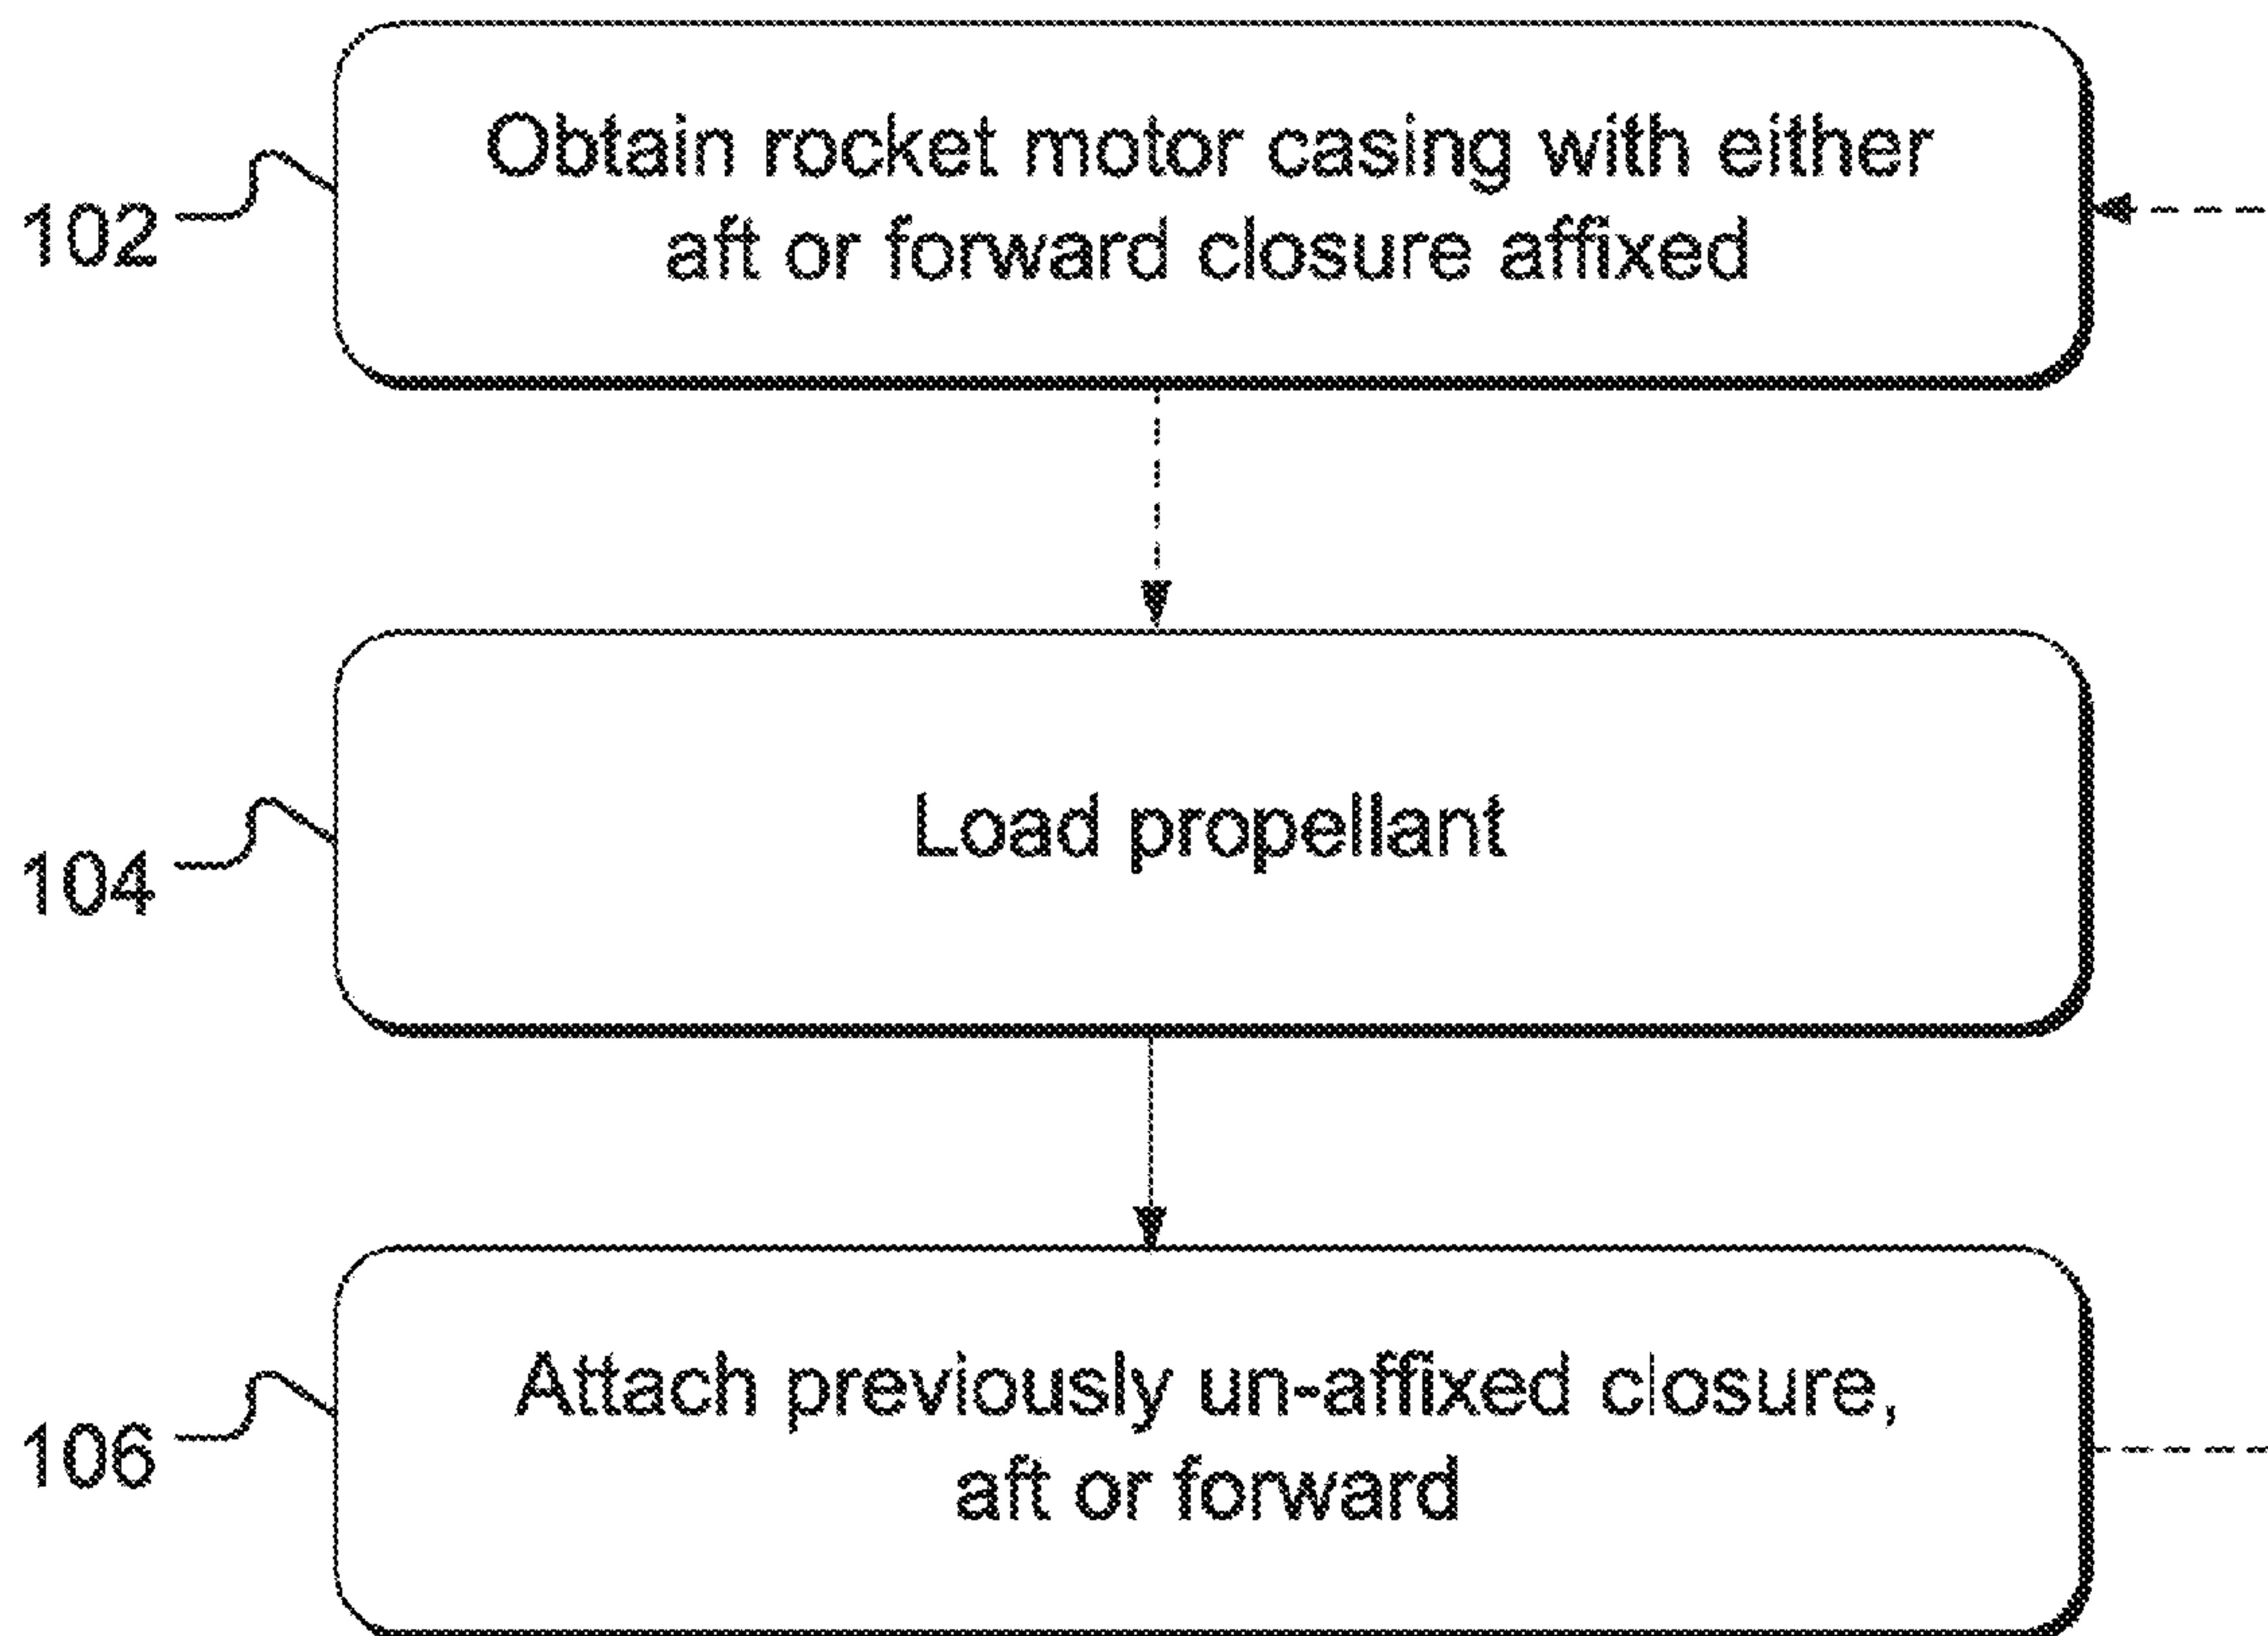 Obtain rocket motor casing with either
aft or forward closure affixed
102
Load propellant
104
Attach previously un-affixed closure,
aft or forward
106